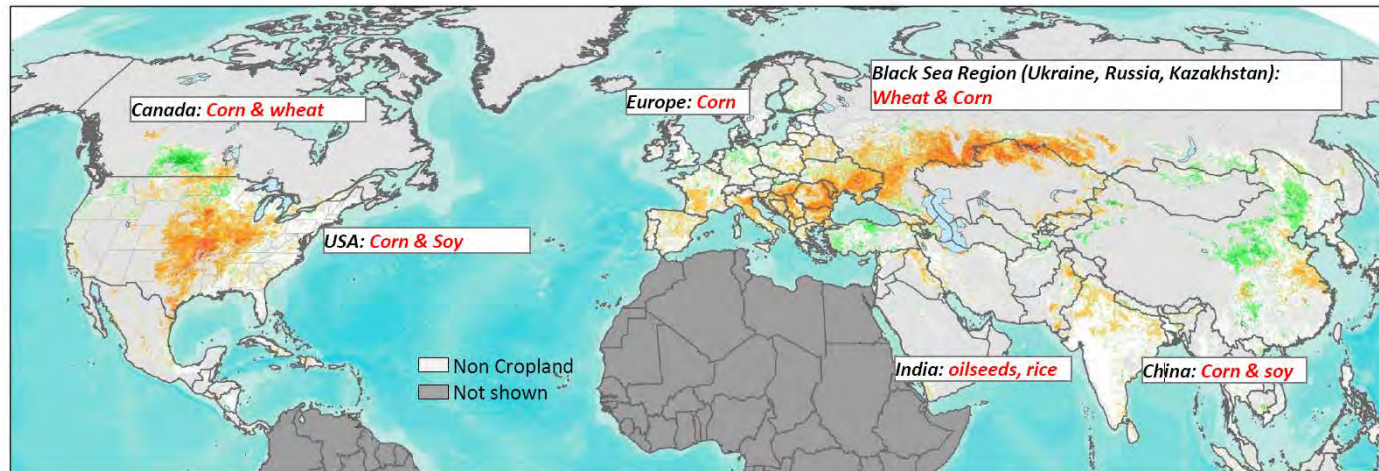 Black Sea Region (Ukraine, Russia, Kazakhstan):
Wheat & Corn
Canada: Corn & wheat
Europe: Corn
USA: Corn & Soy
Non Cropland
Not shown
India: oilseeds, rice
China: Corn & soy